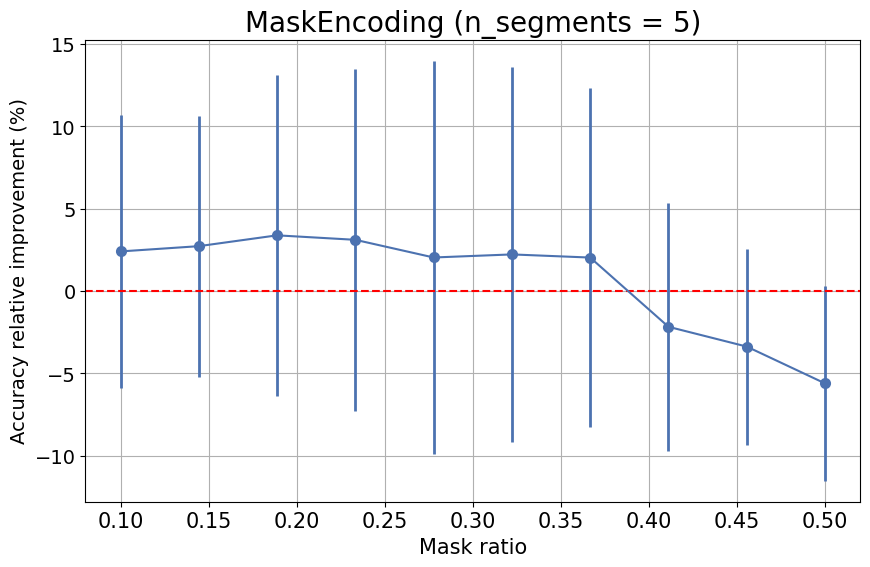 MaskEncoding (n_segments = 5)
Accuracy relative improvement (%)
15
10
5
0
−5
−10
0.10 0.15 0.20 0.25 0.30 0.35 0.40 0.45 0.50
Mask ratio